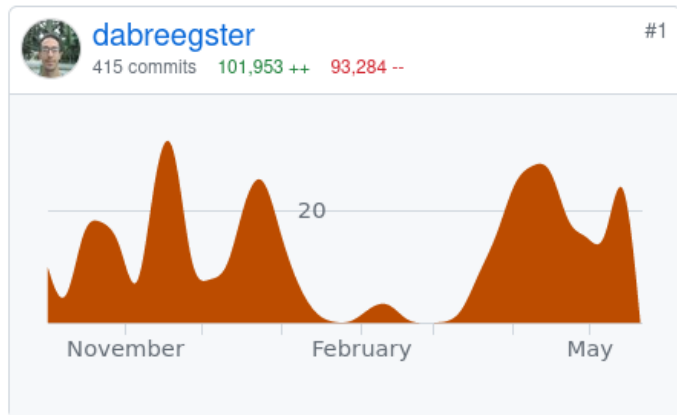 dabreegster
#1
415 commits 101,953 ++ 93,284 --
20
November February May